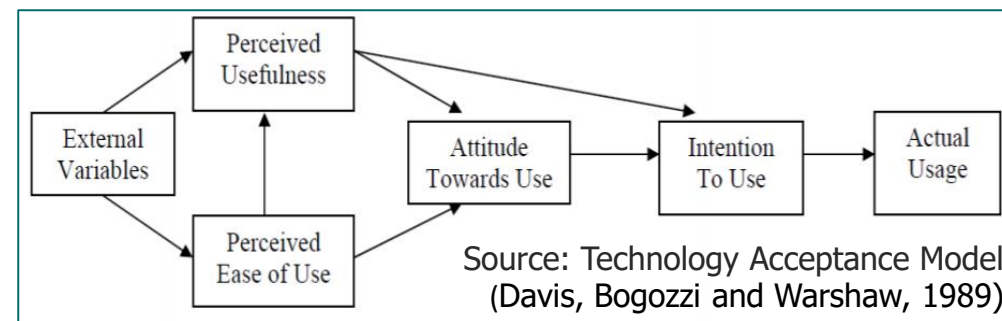 Perceived
Usefulness
External
Variables
Attitude
Towards Use
Intention
To Use
Actual
Usage
Perceived
Ease of Use
Source: Technology Acceptance Model
(Davis, Bogozzi and Warshaw, 1989)